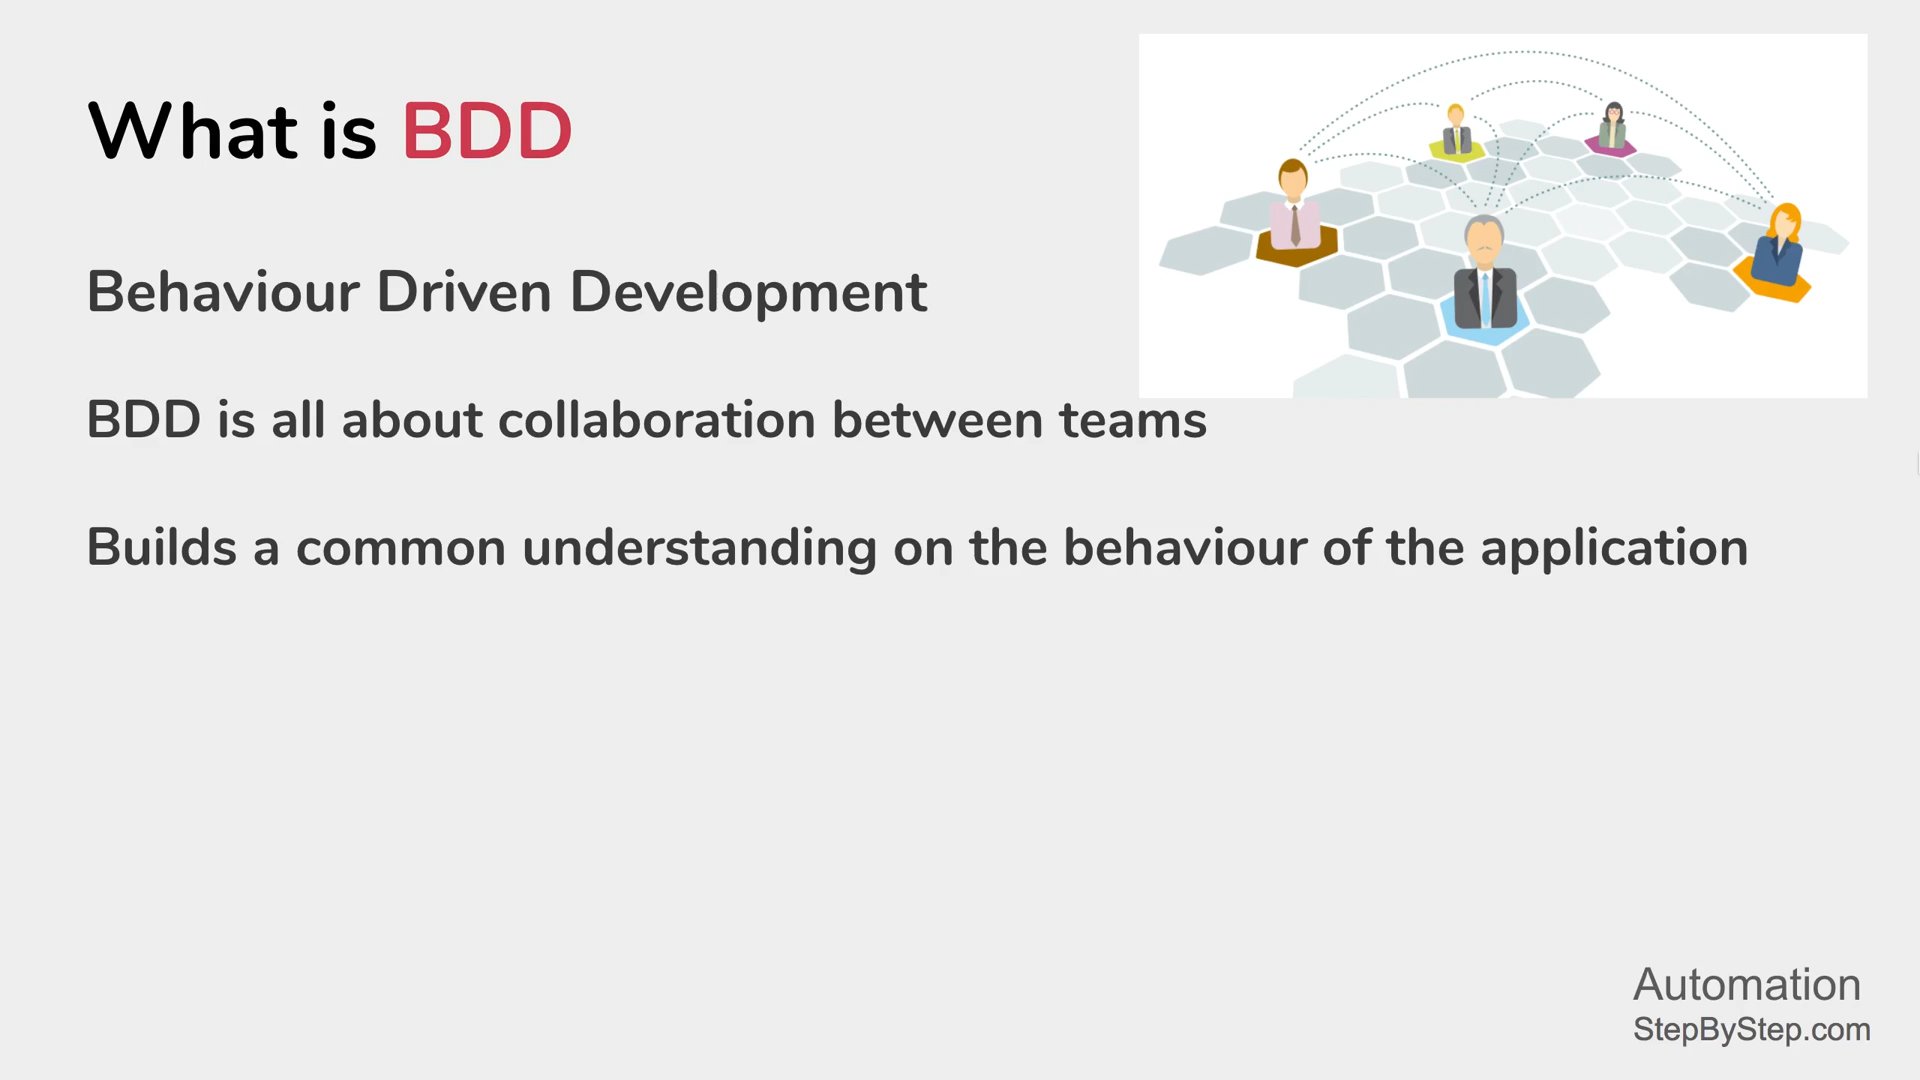 What is BDD
Behaviour Driven Development
BDD is all about collaboration between teams
Builds a common understanding on the behaviour of the application
Automation
StepByStep.com